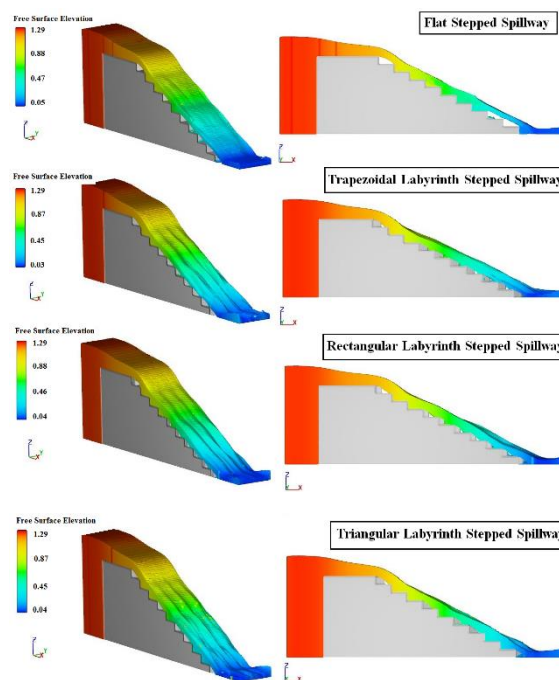 Flat Stepped Spillway
Free Surface Elevation
1.29
0.88
0.47
0.05
Z
Y
X
Z
X
Trapezoidal Labyrinth Stepped Spillway
Free Surface Elevation
1.29
0.87
0.45
0.03
Z
Y
X
Z
Y
X
Rectangular Labyrinth Stepped Spillway
Free Surface Elevation
1.29
0.88
0.46
0.04
Z
Y
X
Z
Y
X
Triangular Labyrinth Stepped Spillway
Free Surface Elevation
1.29
0.87
0.45
0.04
Z
Y
X
Z
Y
X